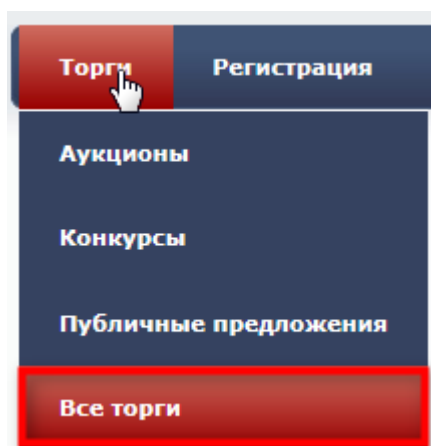 Торги Регистрация
Аукционы
Конкурсы
Публичные предложения
Все торги